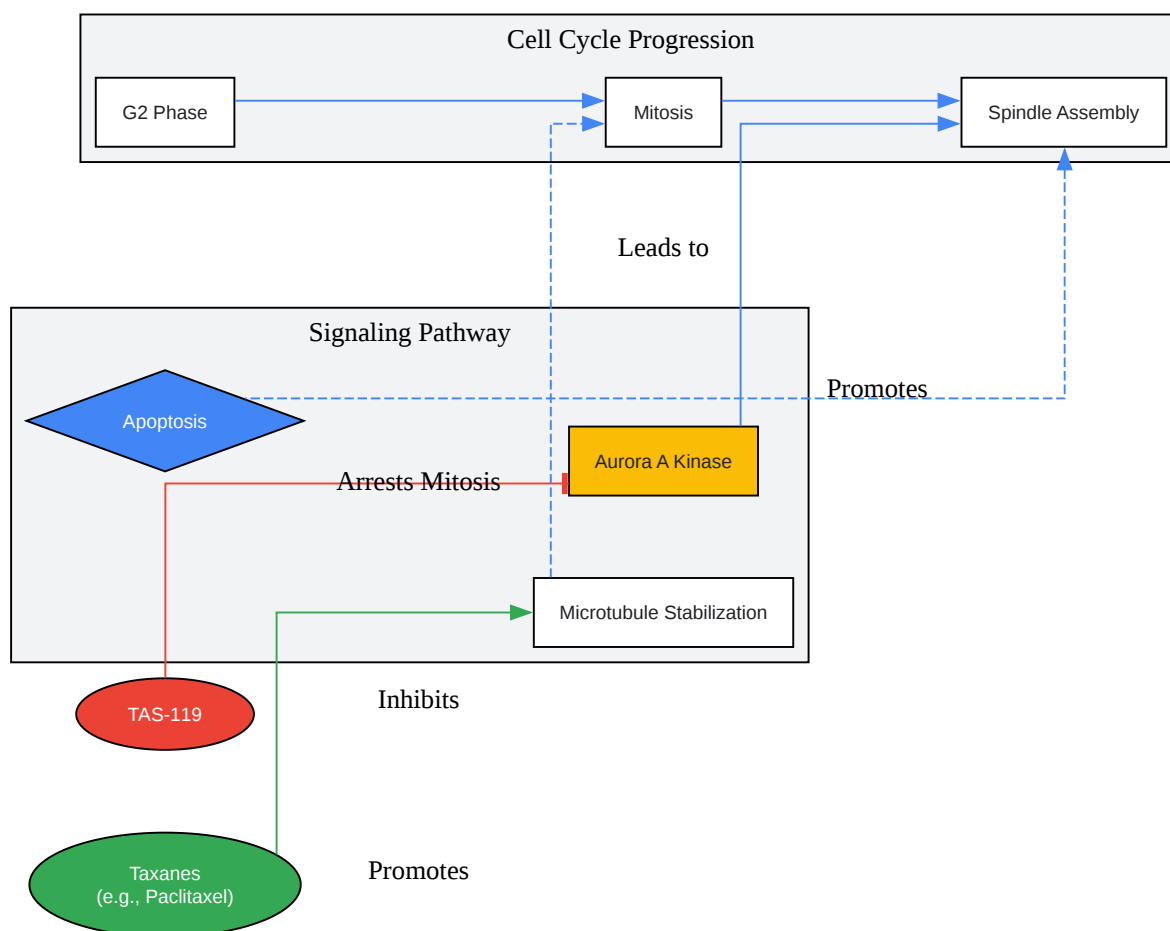 Cell Cycle Progression
G2 Phase
Mitosis
Spindle Assembly
Leads to
Signaling Pathway
Promotes
Apoptosis
Aurora A Kinase
Arrests Mitosis
Microtubule Stabilization
Inhibits
TAS-119
Promotes
Taxanes
(e.g., Paclitaxel)